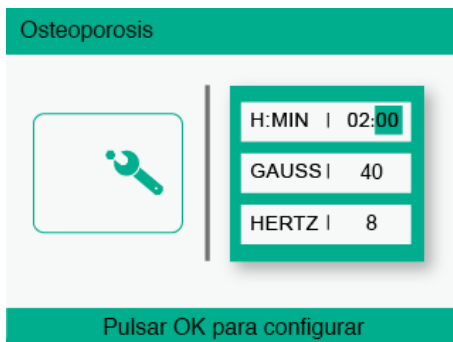 Osteoporosis
H:MIN | 02:00
GAUSS | 40
HERTZ | 8
Pulsar OK para configurar